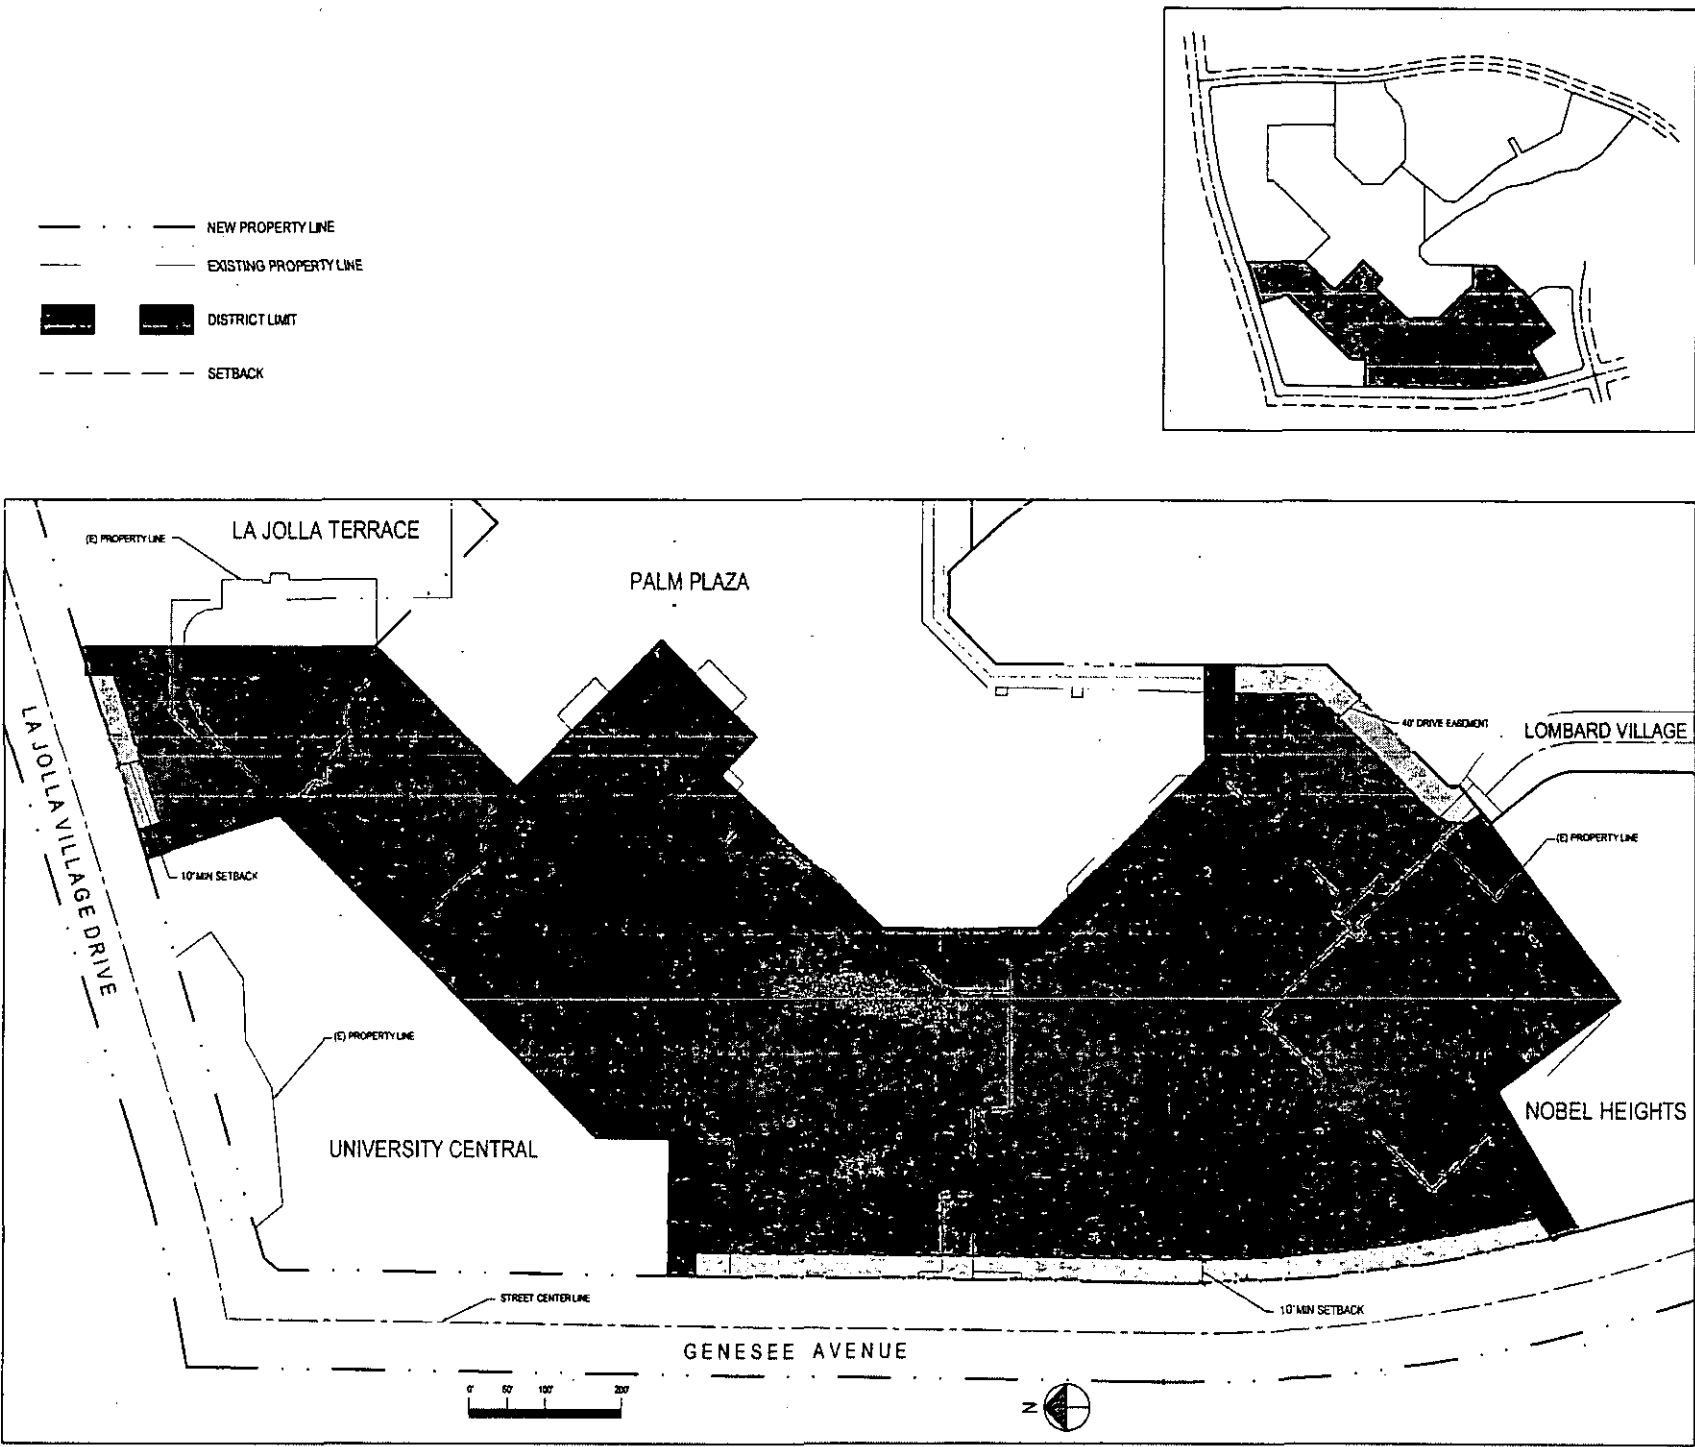 NEW PROPERTY LINE
EXISTING PROPERTY LINE
DISTRICT LIMIT
SETBACK
LA JOLLA TERRACE
(E) PROPERTY LINE
PALM PLAZA
40' DRIVE EASEMENT
LOMBARD VILLAGE
LA JOLLA VILLAGE DRIVE
(E) PROPERTY LINE
10' MIN SETBACK
(E) PROPERTY LINE
NOBEL HEIGHTS
UNIVERSITY CENTRAL
STREET CENTERLINE
10' MIN SETBACK
GENESEE AVENUE
0' 50' 100' 200'
N